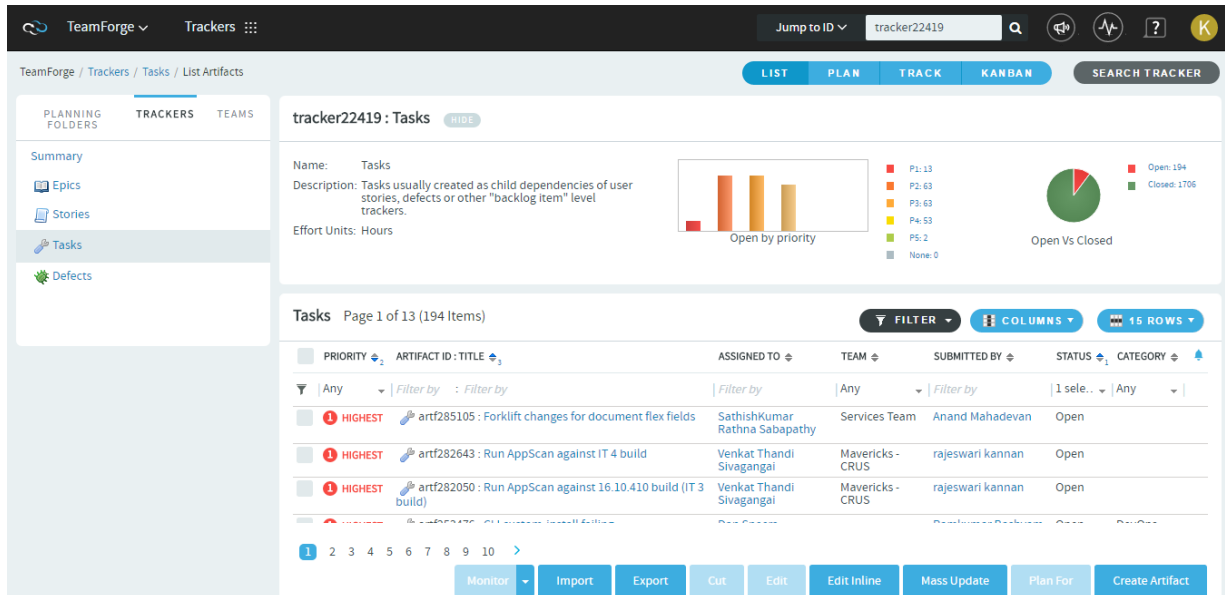 TeamForge
Trackers
Jump to ID
tracker22419
?
K
TeamForge / Trackers / Tasks / List Artifacts
LIST
PLAN
TRACK
KANBAN
SEARCH TRACKER
PLANNING FOLDERS
TRACKERS
TEAMS
Summary
Epics
Stories
Tasks
Defects
tracker22419 : Tasks
HIDE
Name: Tasks
Description: Tasks usually created as child dependencies of user
stories, defects or other "backlog item" level
trackers.
Effort Units: Hours
Open by priority
P1: 13
P2: 63
P3: 63
P4: 53
P5: 2
None: 0
Open Vs Closed
Open: 194
Closed: 1706
Tasks Page 1 of 13 (194 Items)
FILTER
COLUMNS
15 ROWS
PRIORITY 2 ARTIFACT ID : TITLE 3 ASSIGNED TO TEAM SUBMITTED BY STATUS 1 CATEGORY
Any Filter by : Filter by Filter by Any Filter by 1 sele.. Any
1 HIGHEST artf285105 : Forklift changes for document flex fields SathishKumar Services Team Anand Mahadevan Open
Rathna Sabapathy
1 HIGHEST artf282643 : Run AppScan against IT 4 build Venkat Thandi Mavericks - rajeswari kannan Open
Sivagangai CRUS
1 HIGHEST artf282050 : Run AppScan against 16.10.410 build (IT 3 Venkat Thandi Mavericks - rajeswari kannan Open
build) Sivagangai CRUS
1 2 3 4 5 6 7 8 9 10
Monitor
Import
Export
Cut
Edit
Edit Inline
Mass Update
Plan For
Create Artifact